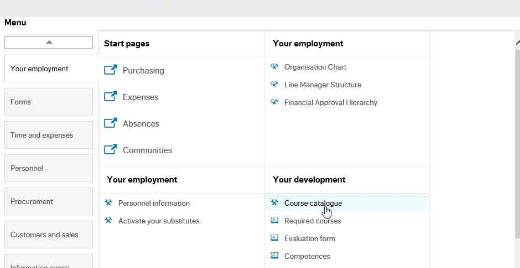 Menu
Your employment
Forms
Time and expenses
Personnel
Procurement
Customers and sales
Information pages
Start pages
Purchasing
Expenses
Absences
Communities
Your employment
Organisation Chart
Line Manager Structure
Financial Approval Hierarchy
Your employment
Personnel information
Activate your substitutes
Your development
Course catalogue
Required courses
Evaluation form
Competences